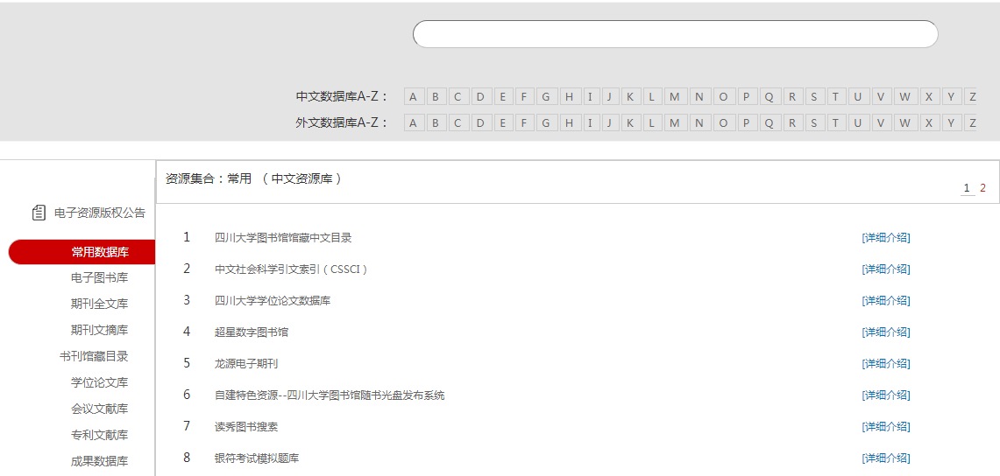 中文数据库A-Z： A B C D E F G H I J K L M N O P Q R S T U V W X Y Z
外文数据库A-Z： A B C D E F G H I J K L M N O P Q R S T U V W X Y Z
资源集合：常用 （中文资源库）
1 2
电子资源版权公告
常用数据库
电子图书库
期刊全文库
期刊文摘库
书刊馆藏目录
学位论文库
会议文献库
专利文献库
成果数据库
1 四川大学图书馆馆藏中文目录 [详细介绍]
2 中文社会科学引文索引（CSSCI） [详细介绍]
3 四川大学学位论文数据库 [详细介绍]
4 超星数字图书馆 [详细介绍]
5 龙源电子期刊 [详细介绍]
6 自建特色资源--四川大学图书馆随书光盘发布系统 [详细介绍]
7 读秀图书搜索 [详细介绍]
8 银符考试模拟题库 [详细介绍]